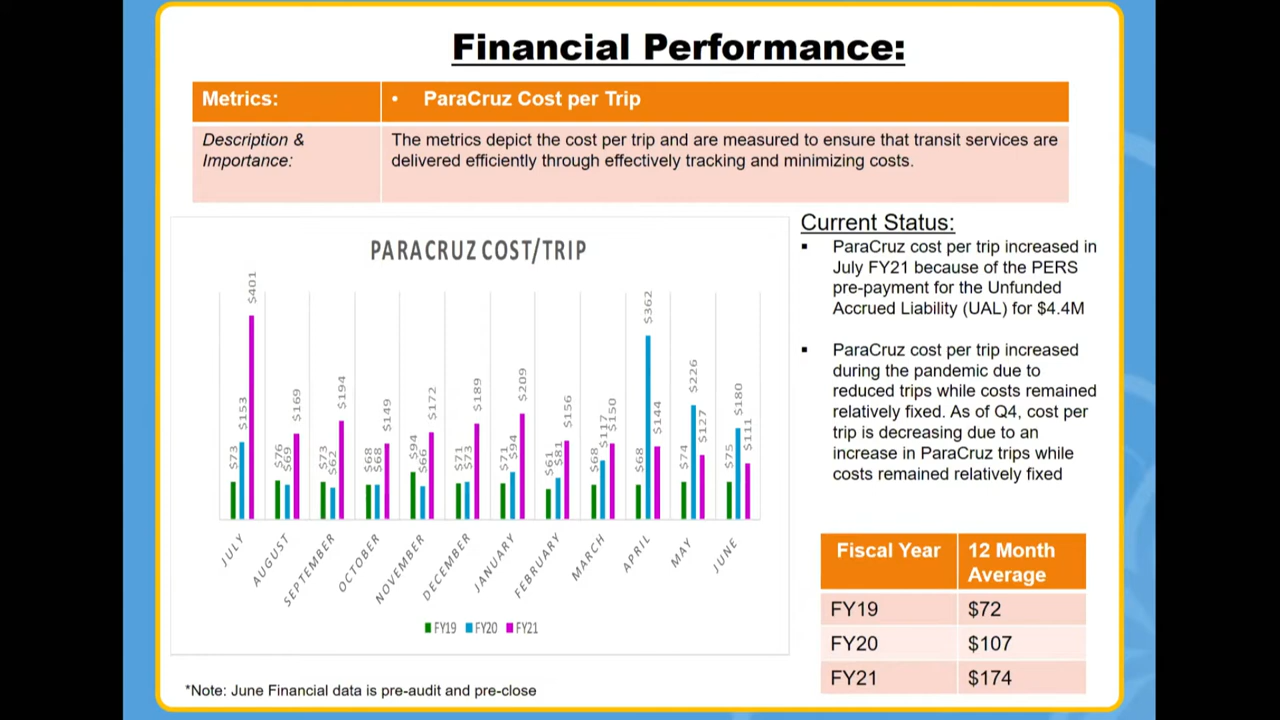 Financial Performance:
Metrics:
• ParaCruz Cost per Trip
Description &
Importance:
The metrics depict the cost per trip and are measured to ensure that transit services are
delivered efficiently through effectively tracking and minimizing costs.
PARACRUZ COST/TRIP
$73 $153 $401
$76 $69 $169
$73 $62 $194
$68 $68 $149
$94 $66 $172
$71 $73 $189
$71 $94 $209
$61 $81 $156
$68 $117 $150
$68 $362 $144
$74 $226 $127
$75 $180 $111
JULY
AUGUST
SEPTEMBER
OCTOBER
NOVEMBER
DECEMBER
JANUARY
FEBRUARY
MARCH
APRIL
MAY
JUNE
FY19 FY20 FY21
*Note: June Financial data is pre-audit and pre-close
Current Status:
▪ ParaCruz cost per trip increased in
July FY21 because of the PERS
pre-payment for the Unfunded
Accrued Liability (UAL) for $4.4M
▪ ParaCruz cost per trip increased
during the pandemic due to
reduced trips while costs remained
relatively fixed. As of Q4, cost per
trip is decreasing due to an
increase in ParaCruz trips while
costs remained relatively fixed
Fiscal Year
12 Month
Average
FY19 $72
FY20 $107
FY21 $174